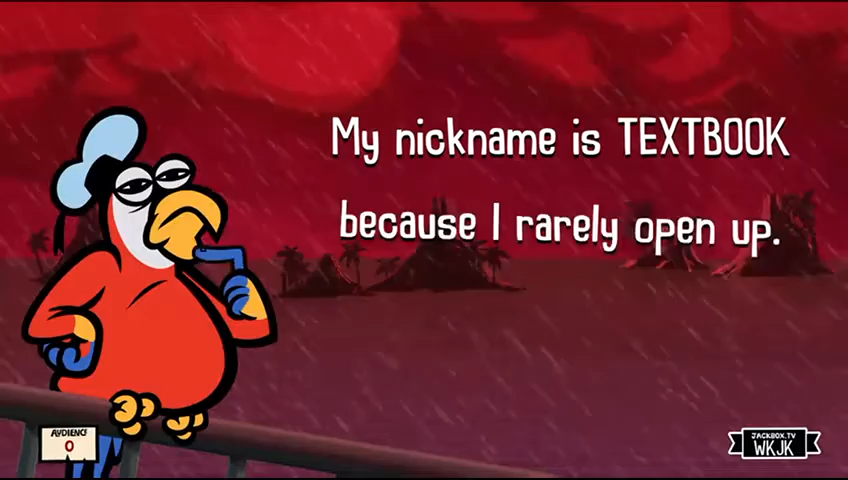 My nickname is TEXTBOOK
because I rarely open up.
AUDIENCE
0
JACKBOX.TV
WKJK